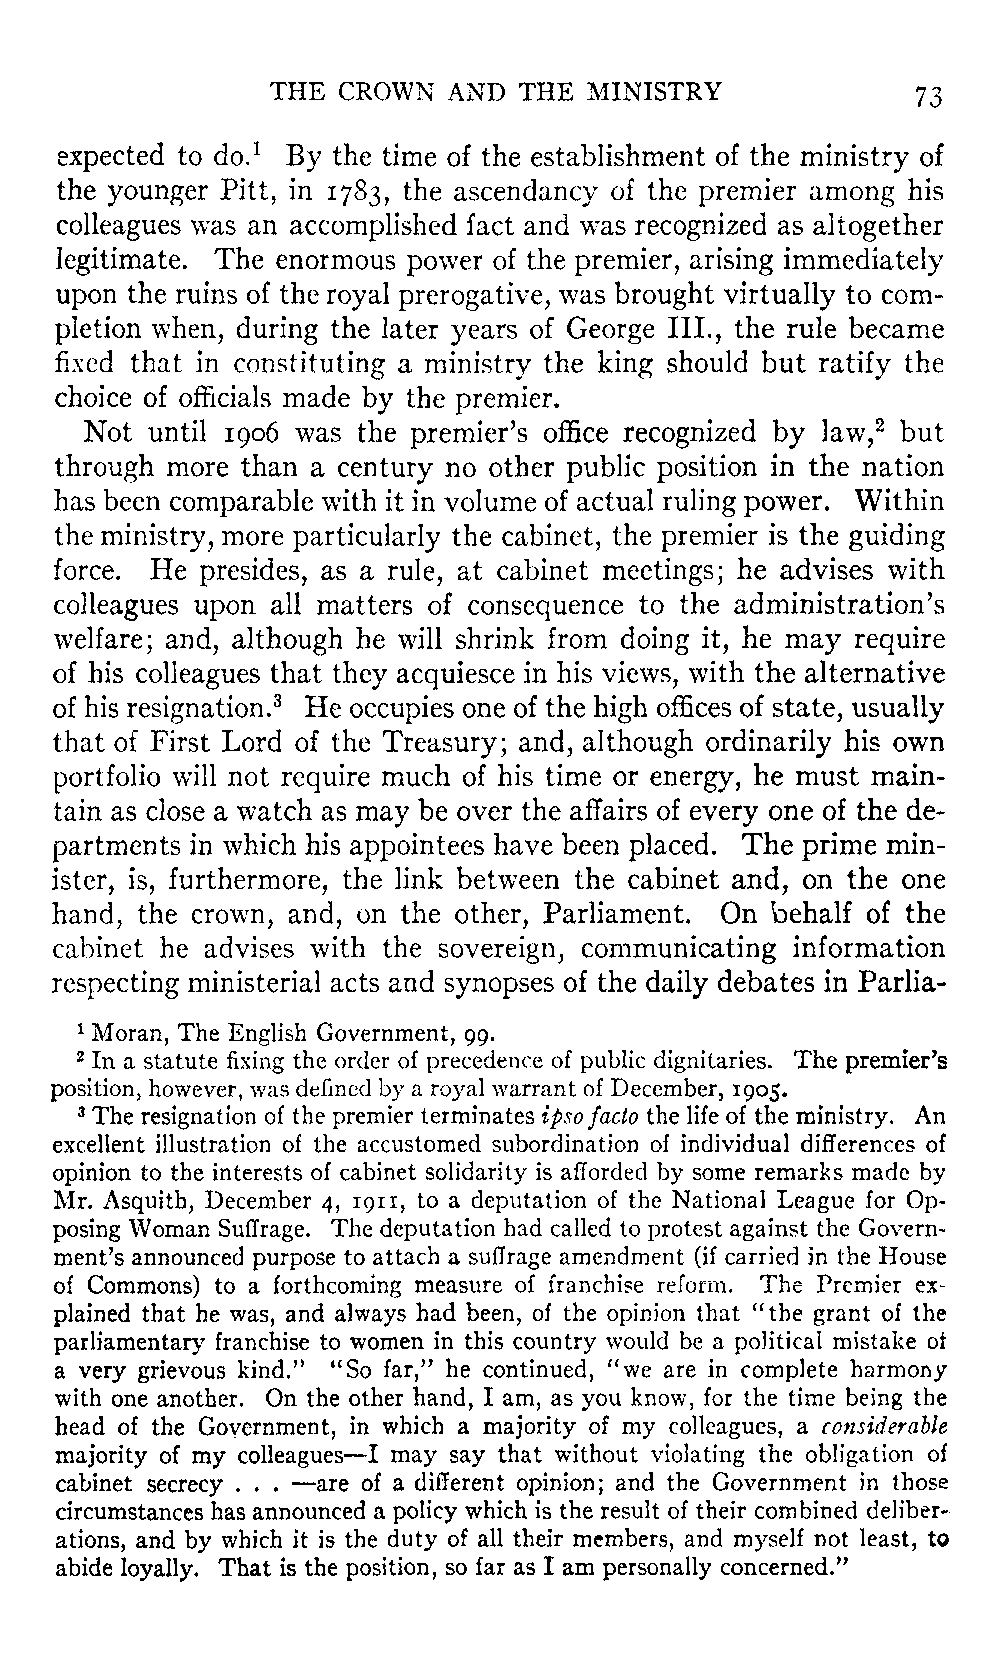 THE CROWN AND THE MINISTRY 73
expected to do.¹ By the time of the establishment of the ministry of
the younger Pitt, in 1783, the ascendancy of the premier among his
colleagues was an accomplished fact and was recognized as altogether
legitimate. The enormous power of the premier, arising immediately
upon the ruins of the royal prerogative, was brought virtually to com-
pletion when, during the later years of George III., the rule became
fixed that in constituting a ministry the king should but ratify the
choice of officials made by the premier.
Not until 1906 was the premier's office recognized by law,² but
through more than a century no other public position in the nation
has been comparable with it in volume of actual ruling power. Within
the ministry, more particularly the cabinet, the premier is the guiding
force. He presides, as a rule, at cabinet meetings; he advises with
colleagues upon all matters of consequence to the administration's
welfare; and, although he will shrink from doing it, he may require
of his colleagues that they acquiesce in his views, with the alternative
of his resignation.³ He occupies one of the high offices of state, usually
that of First Lord of the Treasury; and, although ordinarily his own
portfolio will not require much of his time or energy, he must main-
tain as close a watch as may be over the affairs of every one of the de-
partments in which his appointees have been placed. The prime min-
ister, is, furthermore, the link between the cabinet and, on the one
hand, the crown, and, on the other, Parliament. On behalf of the
cabinet he advises with the sovereign, communicating information
respecting ministerial acts and synopses of the daily debates in Parlia-
¹ Moran, The English Government, 99.
² In a statute fixing the order of precedence of public dignitaries. The premier's
position, however, was defined by a royal warrant of December, 1905.
³ The resignation of the premier terminates ipso facto the life of the ministry. An
excellent illustration of the accustomed subordination of individual differences of
opinion to the interests of cabinet solidarity is afforded by some remarks made by
Mr. Asquith, December 4, 1911, to a deputation of the National League for Op-
posing Woman Suffrage. The deputation had called to protest against the Govern-
ment's announced purpose to attach a suffrage amendment (if carried in the House
of Commons) to a forthcoming measure of franchise reform. The Premier ex-
plained that he was, and always had been, of the opinion that "the grant of the
parliamentary franchise to women in this country would be a political mistake of
a very grievous kind." "So far," he continued, "we are in complete harmony
with one another. On the other hand, I am, as you know, for the time being the
head of the Government, in which a majority of my colleagues, a considerable
majority of my colleagues—I may say that without violating the obligation of
cabinet secrecy . . . —are of a different opinion; and the Government in those
circumstances has announced a policy which is the result of their combined deliber-
ations, and by which it is the duty of all their members, and myself not least, to
abide loyally. That is the position, so far as I am personally concerned."